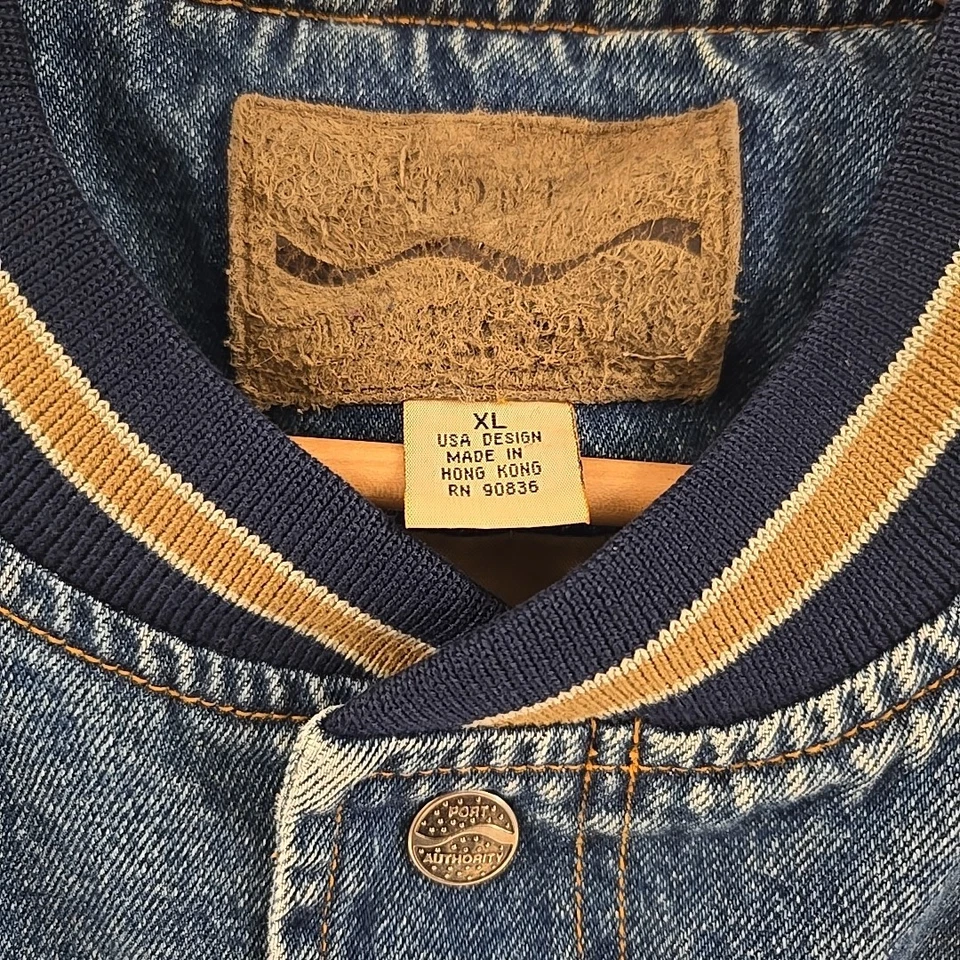 XL
USA DESIGN
MADE IN
HONG KONG
RN 90836
PORT
AUTHORITY